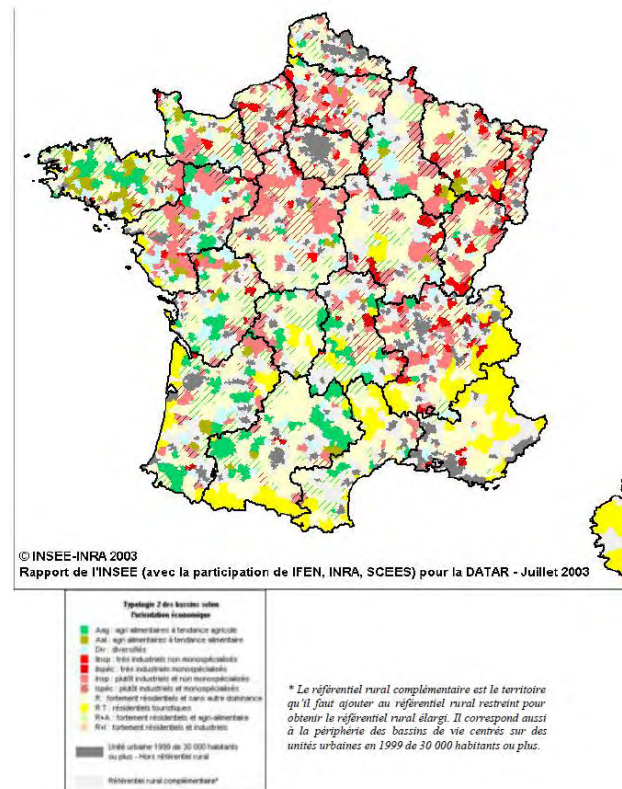 © INSEE-INRA 2003
Rapport de l'INSEE (avec la participation de IFEN, INRA, SCEES) pour la DATAR - Juillet 2003
Typologie 2 des bassins selon
l'orientation économique
Aag : agri alimentaires à tendance agricole
Aal : agri alimentaires à tendance alimentaire
Div : diversifiés
: très industriels non monospécialisés
: très industriels monospécialisés
: plutôt industriels et non monospécialisés
: plutôt industriels et monospécialisés
R : fortement résidentiels et sans autre dominance
R T : résidentiels touristiques
R+A : fortement résidentiels et agri-alimentaire
R+I : fortement résidentiels et industriels
Unité urbaine 1999 de 30 000 habitants
ou plus - Hors référentiel rural
Référentiel rural complémentaire*
* Le référentiel rural complémentaire est le territoire
qu'il faut ajouter au référentiel rural restreint pour
obtenir le référentiel rural élargi. Il correspond aussi
à la périphérie des bassins de vie centrés sur des
unités urbaines en 1999 de 30 000 habitants ou plus.